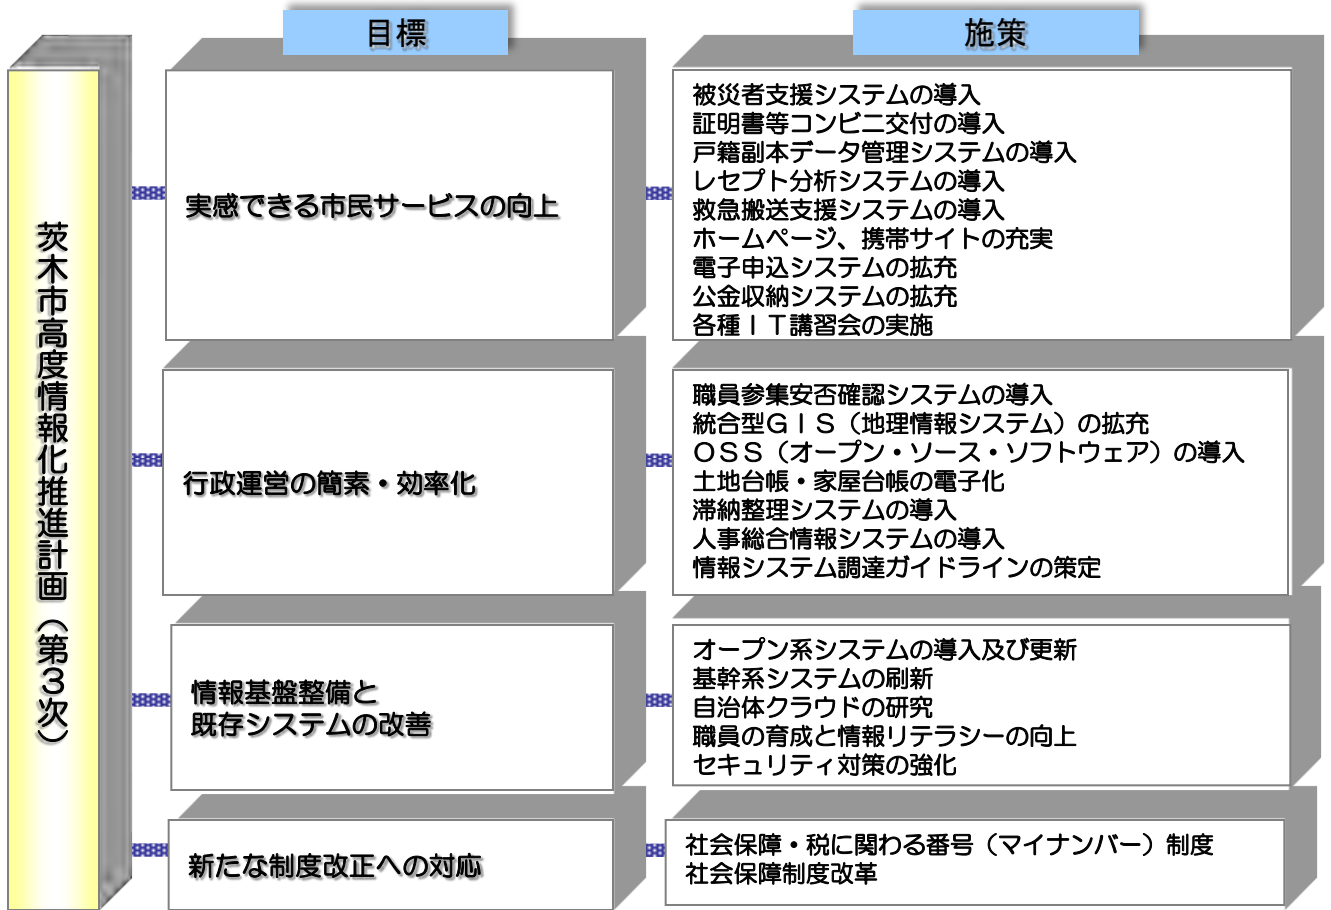 目標
施策
茨木市高度情報化推進計画（第３次）
実感できる市民サービスの向上
被災者支援システムの導入
証明書等コンビニ交付の導入
戸籍副本データ管理システムの導入
レセプト分析システムの導入
救急搬送支援システムの導入
ホームページ、携帯サイトの充実
電子申込システムの拡充
公金収納システムの拡充
各種ＩＴ講習会の実施
行政運営の簡素・効率化
職員参集安否確認システムの導入
統合型ＧＩＳ（地理情報システム）の拡充
ＯＳＳ（オープン・ソース・ソフトウェア）の導入
土地台帳・家屋台帳の電子化
滞納整理システムの導入
人事総合情報システムの導入
情報システム調達ガイドラインの策定
情報基盤整備と
既存システムの改善
オープン系システムの導入及び更新
基幹系システムの刷新
自治体クラウドの研究
職員の育成と情報リテラシーの向上
セキュリティ対策の強化
新たな制度改正への対応
社会保障・税に関わる番号（マイナンバー）制度
社会保障制度改革